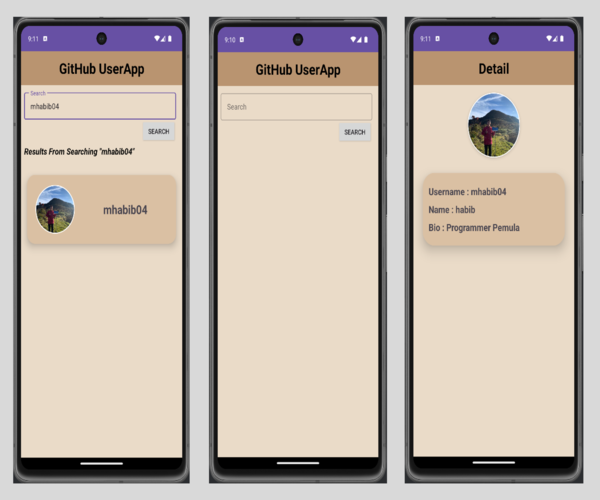 9:11
GitHub UserApp
Search
mhabib04
SEARCH
Results From Searching "mhabib04"
mhabib04
9:10
GitHub UserApp
Search
SEARCH
9:11
Detail
Username : mhabib04
Name : habib
Bio : Programmer Pemula